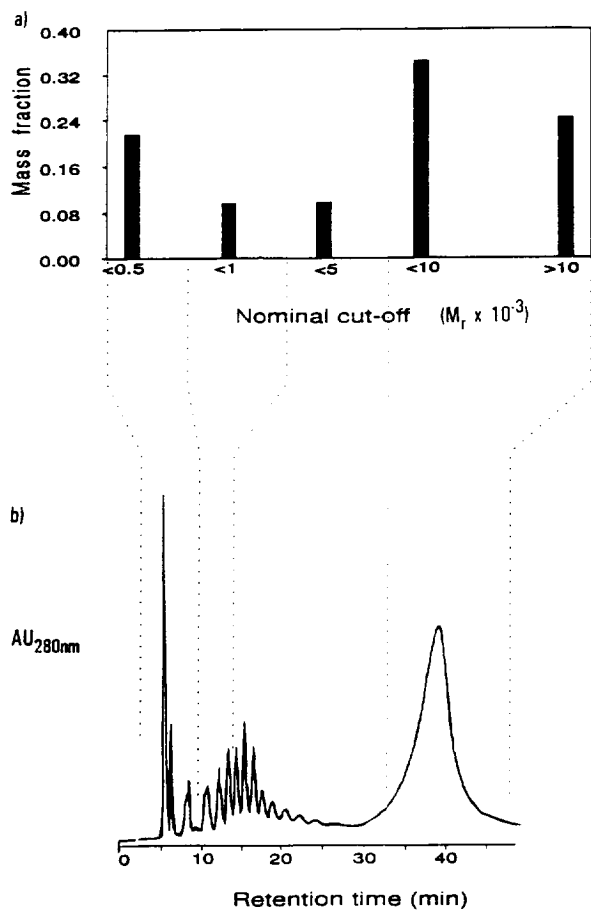 a)
0.40
0.32
0.24
0.16
0.08
0.00
Mass fraction
<0.5 <1 <5 <10 >10
Nominal cut-off (Mr x 10-3)
b)
AU280nm
0 10 20 30 40
Retention time (min)